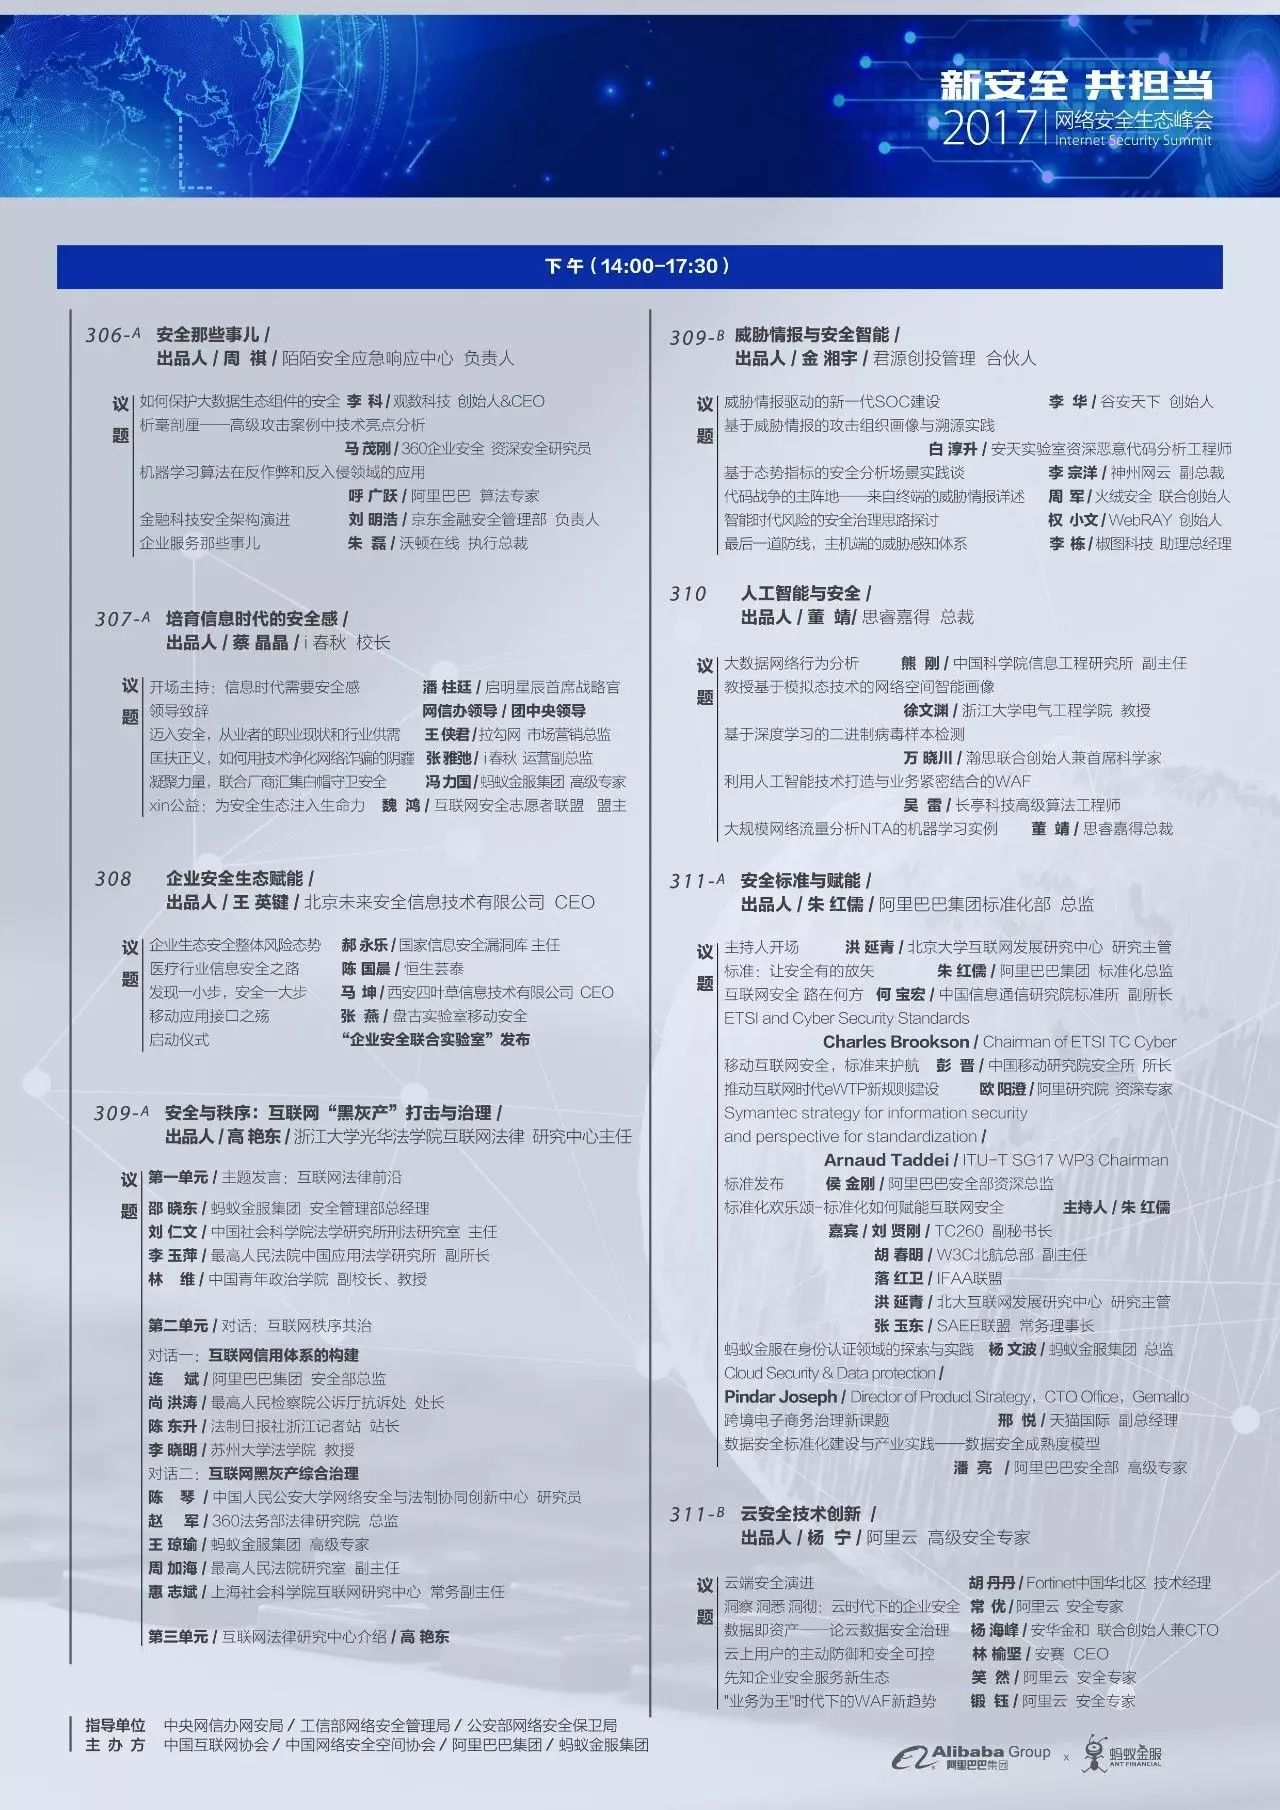 新安全 共担当
2017 网络安全生态峰会
Internet Security Summit
下午(14:00-17:30)
306-A 安全那些事儿 /
出品人 / 周 祺 / 陌陌安全应急响应中心 负责人
议题
如何保护大数据生态组件的安全 李 科 / 观数科技 创始人&CEO
析毫剖厘——高级攻击案例中技术亮点分析
马 茂刚 / 360企业安全 资深安全研究员
机器学习算法在反作弊和反入侵领域的应用
呼 广跃 / 阿里巴巴 算法专家
金融科技安全架构演进 刘 明浩 / 京东金融安全管理部 负责人
企业服务那些事儿 朱 磊 / 沃顿在线 执行总裁
307-A 培育信息时代的安全感 /
出品人 / 蔡 晶晶 / i 春秋 校长
议题
开场主持：信息时代需要安全感 潘 柱廷 / 启明星辰首席战略官
领导致辞 网信办领导 / 团中央领导
迈入安全，从业者的职业现状和行业供需 王 侠君 / 拉勾网 市场营销总监
匡扶正义，如何用技术净化网络诈骗的阴霾 张 雅弛 / i 春秋 运营副总监
凝聚力量，联合厂商汇集白帽守卫安全 冯 力国 / 蚂蚁金服集团 高级专家
xin公益：为安全生态注入生命力 魏 鸿 / 互联网安全志愿者联盟 盟主
308 企业安全生态赋能 /
出品人 / 王 英键 / 北京未来安全信息技术有限公司 CEO
议题
企业生态安全整体风险态势 郝 永乐 / 国家信息安全漏洞库 主任
医疗行业信息安全之路 陈 国晨 / 恒生芸泰
发现一小步，安全一大步 马 坤 / 西安四叶草信息技术有限公司 CEO
移动应用接口之殇 张 燕 / 盘古实验室移动安全
启动仪式 “企业安全联合实验室”发布
309-A 安全与秩序：互联网“黑灰产”打击与治理 /
出品人 / 高 艳东 / 浙江大学光华法学院互联网法律 研究中心主任
议题
第一单元 / 主题发言：互联网法律前沿
邵 晓东 / 蚂蚁金服集团 安全管理部总经理
刘 仁文 / 中国社会科学院法学研究所刑法研究室 主任
李 玉萍 / 最高人民法院中国应用法学研究所 副所长
林 维 / 中国青年政治学院 副校长、教授
第二单元 / 对话：互联网秩序共治
对话一：互联网信用体系的构建
连 斌 / 阿里巴巴集团 安全部总监
尚 洪涛 / 最高人民检察院公诉厅抗诉处 处长
陈 东升 / 法制日报社浙江记者站 站长
李 晓明 / 苏州大学法学院 教授
对话二：互联网黑灰产综合治理
陈 琴 / 中国人民公安大学网络安全与法制协同创新中心 研究员
赵 军 / 360法务部法律研究院 总监
王 琼瑜 / 蚂蚁金服集团 高级专家
周 加海 / 最高人民法院研究室 副主任
惠 志斌 / 上海社会科学院互联网研究中心 常务副主任
第三单元 / 互联网法律研究中心介绍 / 高 艳东
309-B 威胁情报与安全智能 /
出品人 / 金 湘宇 / 君源创投管理 合伙人
议题
威胁情报驱动的新一代SOC建设 李 华 / 谷安天下 创始人
基于威胁情报的攻击组织画像与溯源实践
白 淳升 / 安天实验室资深恶意代码分析工程师
基于态势指标的安全分析场景实践谈 李 宗洋 / 神州网云 副总裁
代码战争的主阵地——来自终端的威胁情报详述 周 军 / 火绒安全 联合创始人
智能时代风险的安全治理思路探讨 权 小文 / WebRAY 创始人
最后一道防线，主机端的威胁感知体系 李 栋 / 椒图科技 助理总经理
310 人工智能与安全 /
出品人 / 董 靖 / 思睿嘉得 总裁
议题
大数据网络行为分析 熊 刚 / 中国科学院信息工程研究所 副主任
教授基于模拟态技术的网络空间智能画像
徐文渊 / 浙江大学电气工程学院 教授
基于深度学习的二进制病毒样本检测
万 晓川 / 瀚思联合创始人兼首席科学家
利用人工智能技术打造与业务紧密结合的WAF
吴 雷 / 长亭科技高级算法工程师
大规模网络流量分析NTA的机器学习实例 董 靖 / 思睿嘉得总裁
311-A 安全标准与赋能 /
出品人 / 朱 红儒 / 阿里巴巴集团标准化部 总监
议题
主持人开场 洪 延青 / 北京大学互联网发展研究中心 研究主管
标准：让安全有的放矢 朱 红儒 / 阿里巴巴集团 标准化总监
互联网安全 路在何方 何 宝宏 / 中国信息通信研究院标准所 副所长
ETSI and Cyber Security Standards
Charles Brookson / Chairman of ETSI TC Cyber
移动互联网安全，标准来护航 彭 晋 / 中国移动研究院安全所 所长
推动互联网时代eWTP新规则建设 欧 阳澄 / 阿里研究院 资深专家
Symantec strategy for information security
and perspective for standardization /
Arnaud Taddei / ITU-T SG17 WP3 Chairman
标准发布 侯 金刚 / 阿里巴巴安全部资深总监
标准化欢乐颂-标准化如何赋能互联网安全 主持人 / 朱 红儒
嘉宾 / 刘 贤刚 / TC260 副秘书长
胡 春明 / W3C北航总部 副主任
落 红卫 / IFAA联盟
洪 延青 / 北大互联网发展研究中心 研究主管
张 玉东 / SAEE联盟 常务理事长
蚂蚁金服在身份认证领域的探索与实践 杨 文波 / 蚂蚁金服集团 总监
Cloud Security & Data protection /
Pindar Joseph / Director of Product Strategy，CTO Office，Gemalto
跨境电子商务治理新课题 邢 悦 / 天猫国际 副总经理
数据安全标准化建设与产业实践——数据安全成熟度模型
潘 亮 / 阿里巴巴安全部 高级专家
311-B 云安全技术创新 /
出品人 / 杨 宁 / 阿里云 高级安全专家
议题
云端安全演进 胡 丹丹 / Fortinet中国华北区 技术经理
洞察 洞悉 洞彻：云时代下的企业安全 常 优 / 阿里云 安全专家
数据即资产——论云数据安全治理 杨 海峰 / 安华金和 联合创始人兼CTO
云上用户的主动防御和安全可控 林 榆坚 / 安赛 CEO
先知企业安全服务新生态 笑 然 / 阿里云 安全专家
"业务为王"时代下的WAF新趋势 锻 钰 / 阿里云 安全专家
指导单位 中央网信办网安局 / 工信部网络安全管理局 / 公安部网络安全保卫局
主 办 方 中国互联网协会 / 中国网络安全空间协会 / 阿里巴巴集团 / 蚂蚁金服集团
Alibaba Group 阿里巴巴集团 x 蚂蚁金服 ANT FINANCIAL